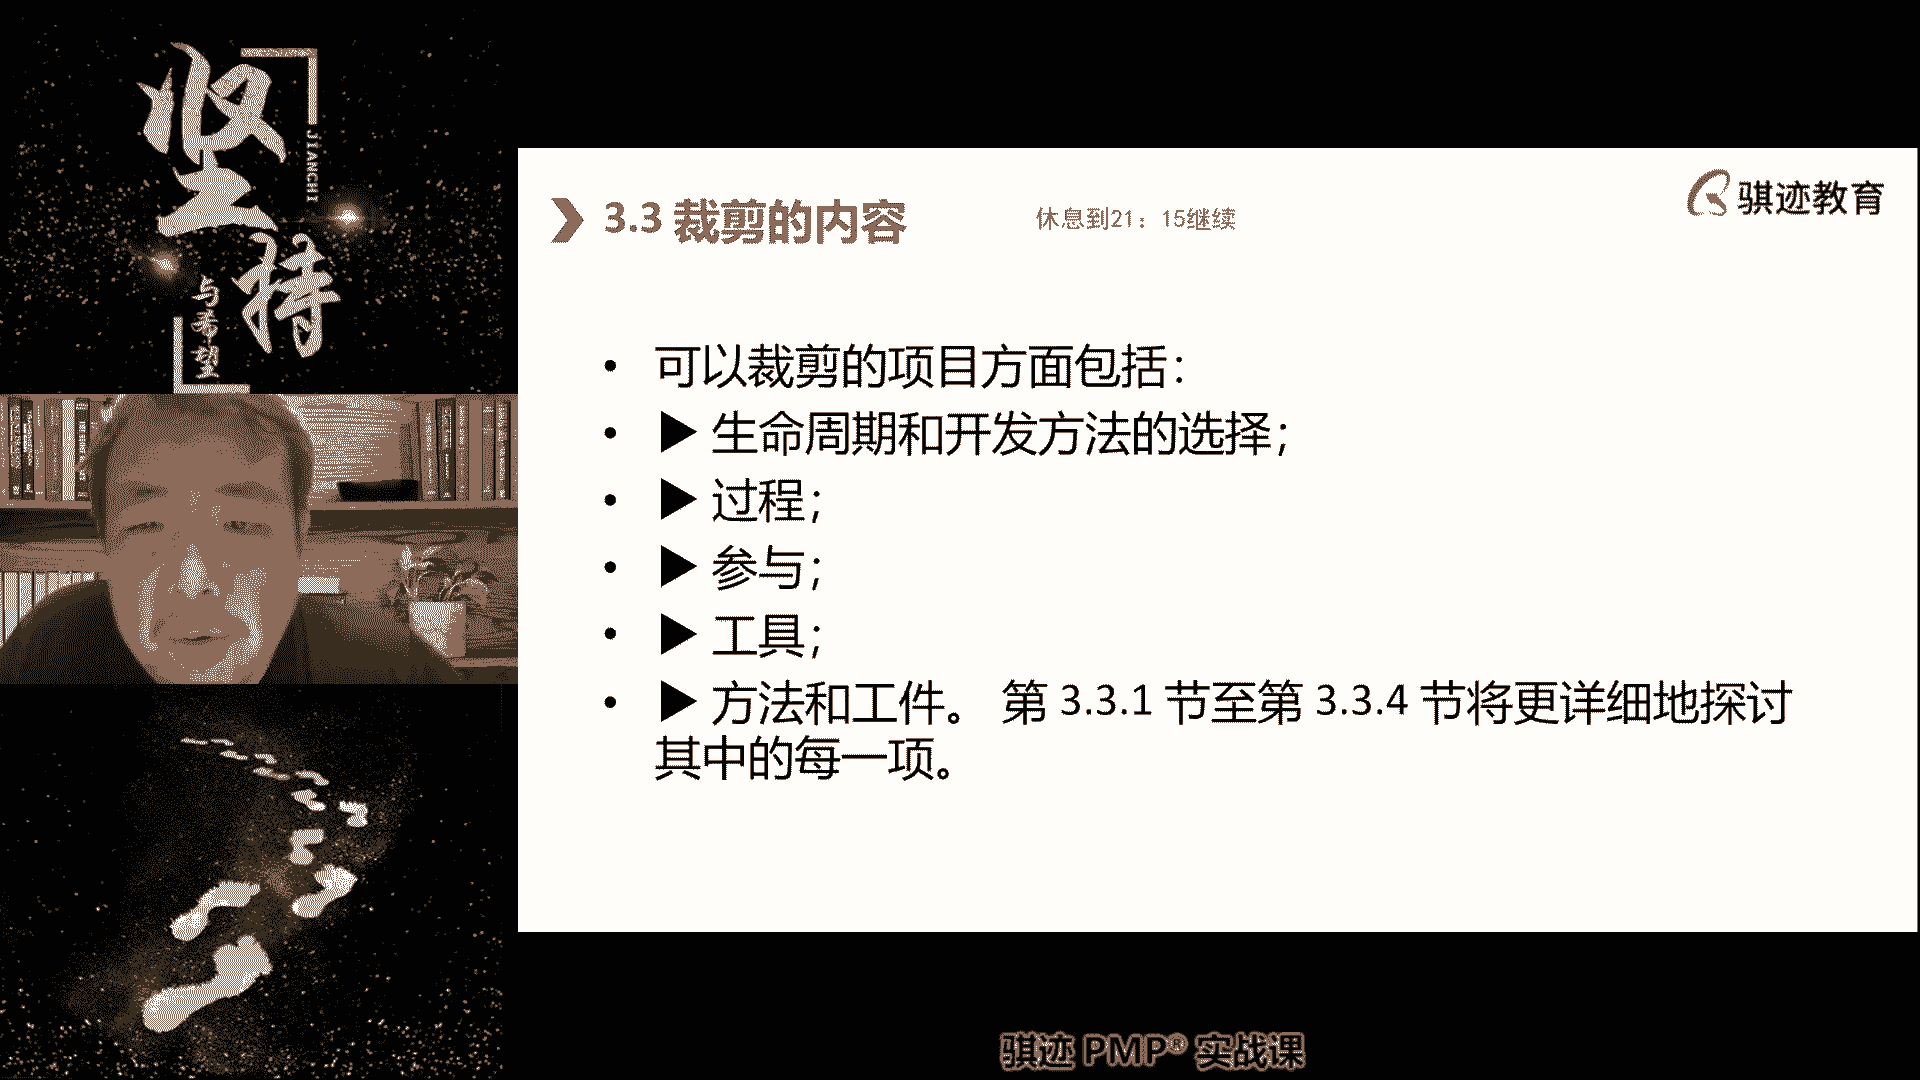 坚持
JIANCHI
与希望
3.3 裁剪的内容
休息到21：15继续
骐迹教育
• 可以裁剪的项目方面包括：
• ▶ 生命周期和开发方法的选择；
• ▶ 过程；
• ▶ 参与；
• ▶ 工具；
• ▶ 方法和工件。 第 3.3.1 节至第 3.3.4 节将更详细地探讨
其中的每一项。
骐迹 PMP® 实战课